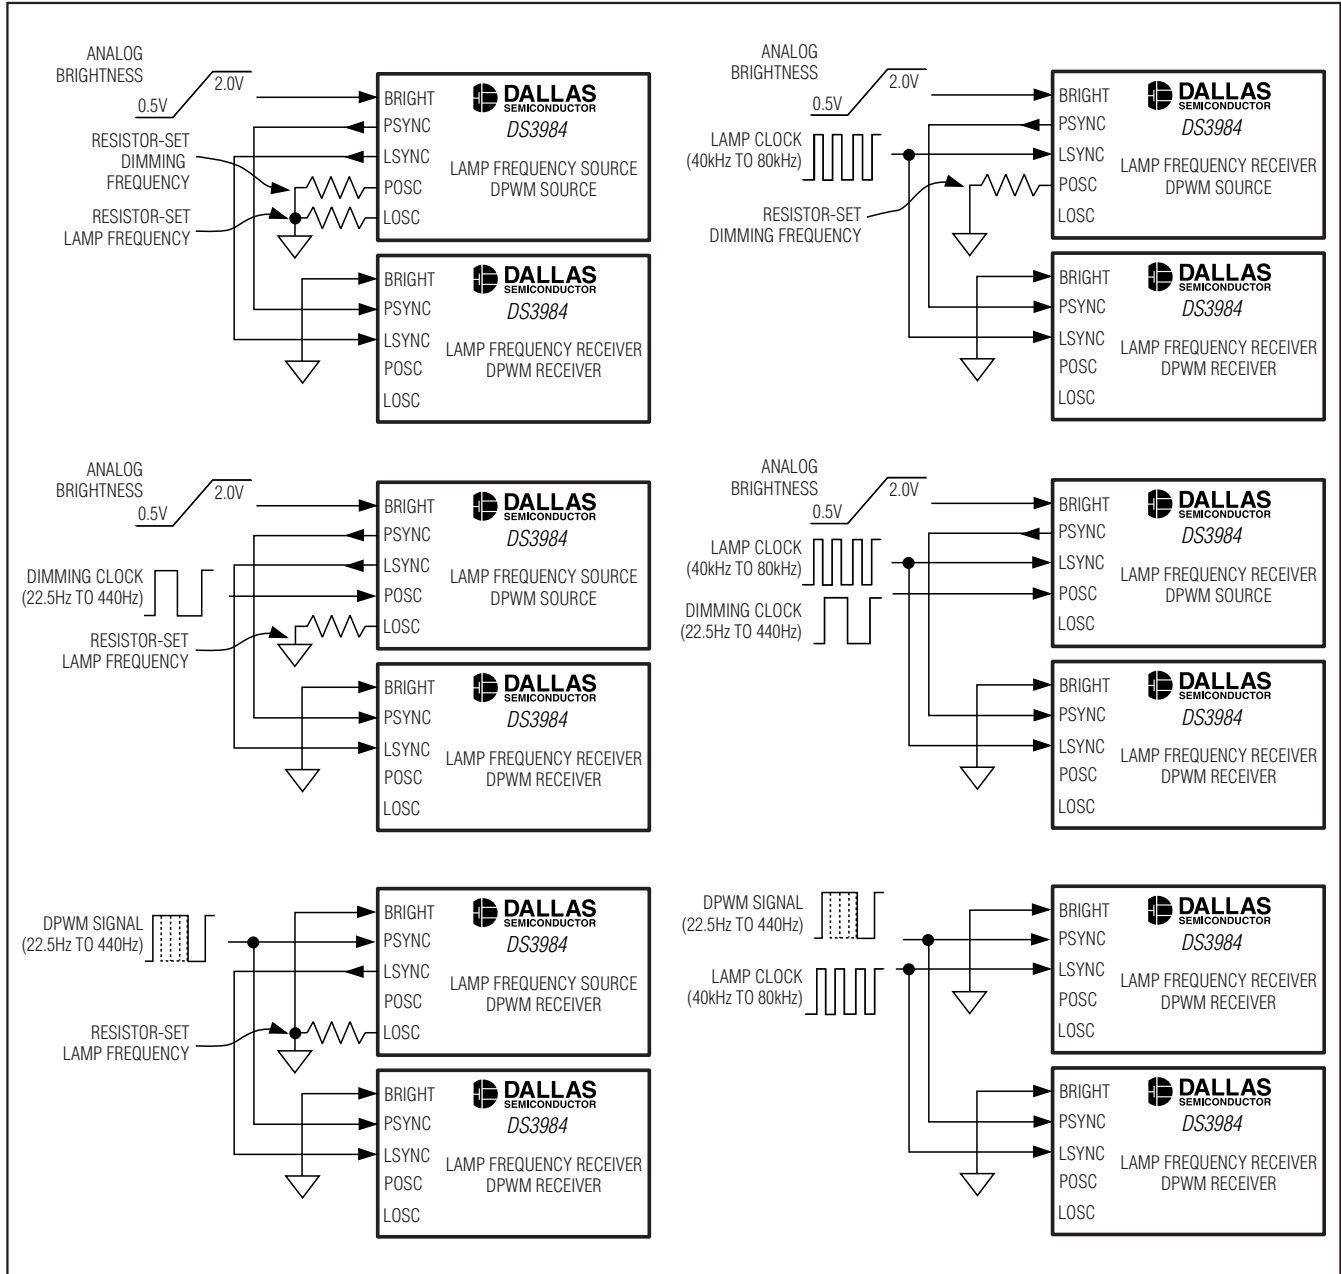 ANALOG
BRIGHTNESS
0.5V
2.0V
RESISTOR-SET
DIMMING
FREQUENCY
RESISTOR-SET
LAMP FREQUENCY
BRIGHT
PSYNC
LSYNC
POSC
LOSC
DALLAS
SEMICONDUCTOR
DS3984
LAMP FREQUENCY SOURCE
DPWM SOURCE
BRIGHT
PSYNC
LSYNC
POSC
LOSC
DALLAS
SEMICONDUCTOR
DS3984
LAMP FREQUENCY RECEIVER
DPWM RECEIVER
ANALOG
BRIGHTNESS
0.5V
2.0V
LAMP CLOCK
(40kHz TO 80kHz)
RESISTOR-SET
DIMMING FREQUENCY
BRIGHT
PSYNC
LSYNC
POSC
LOSC
DALLAS
SEMICONDUCTOR
DS3984
LAMP FREQUENCY RECEIVER
DPWM SOURCE
BRIGHT
PSYNC
LSYNC
POSC
LOSC
DALLAS
SEMICONDUCTOR
DS3984
LAMP FREQUENCY RECEIVER
DPWM RECEIVER
ANALOG
BRIGHTNESS
0.5V
2.0V
DIMMING CLOCK
(22.5Hz TO 440Hz)
RESISTOR-SET
LAMP FREQUENCY
BRIGHT
PSYNC
LSYNC
POSC
LOSC
DALLAS
SEMICONDUCTOR
DS3984
LAMP FREQUENCY SOURCE
DPWM SOURCE
BRIGHT
PSYNC
LSYNC
POSC
LOSC
DALLAS
SEMICONDUCTOR
DS3984
LAMP FREQUENCY RECEIVER
DPWM RECEIVER
ANALOG
BRIGHTNESS
0.5V
2.0V
LAMP CLOCK
(40kHz TO 80kHz)
DIMMING CLOCK
(22.5Hz TO 440Hz)
BRIGHT
PSYNC
LSYNC
POSC
LOSC
DALLAS
SEMICONDUCTOR
DS3984
LAMP FREQUENCY RECEIVER
DPWM SOURCE
BRIGHT
PSYNC
LSYNC
POSC
LOSC
DALLAS
SEMICONDUCTOR
DS3984
LAMP FREQUENCY RECEIVER
DPWM RECEIVER
DPWM SIGNAL
(22.5Hz TO 440Hz)
RESISTOR-SET
LAMP FREQUENCY
BRIGHT
PSYNC
LSYNC
POSC
LOSC
DALLAS
SEMICONDUCTOR
DS3984
LAMP FREQUENCY SOURCE
DPWM RECEIVER
BRIGHT
PSYNC
LSYNC
POSC
LOSC
DALLAS
SEMICONDUCTOR
DS3984
LAMP FREQUENCY RECEIVER
DPWM RECEIVER
DPWM SIGNAL
(22.5Hz TO 440Hz)
LAMP CLOCK
(40kHz TO 80kHz)
BRIGHT
PSYNC
LSYNC
POSC
LOSC
DALLAS
SEMICONDUCTOR
DS3984
LAMP FREQUENCY RECEIVER
DPWM RECEIVER
BRIGHT
PSYNC
LSYNC
POSC
LOSC
DALLAS
SEMICONDUCTOR
DS3984
LAMP FREQUENCY RECEIVER
DPWM RECEIVER